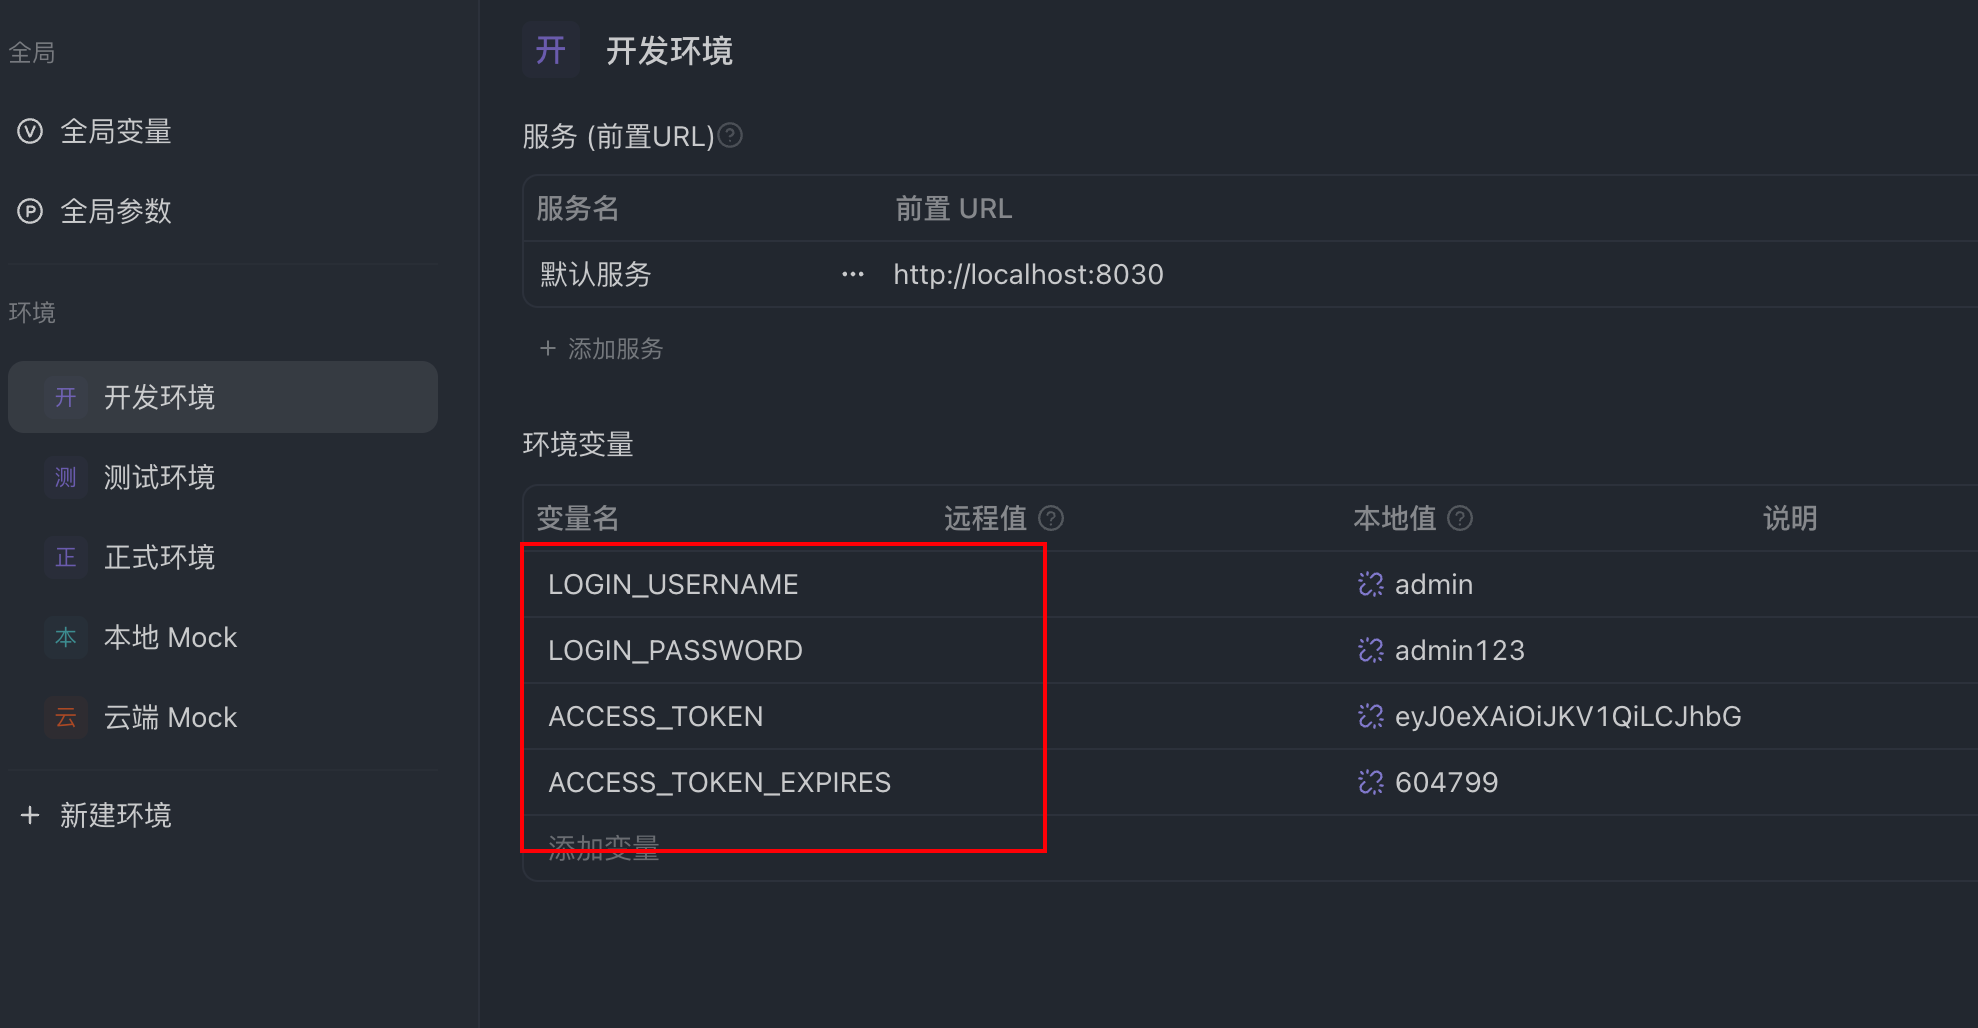 全局
V 全局变量
P 全局参数
环境
开 开发环境
测 测试环境
正 正式环境
本 本地 Mock
云 云端 Mock
+ 新建环境
开 开发环境
服务 (前置URL) ?
服务名 前置 URL
默认服务 ··· http://localhost:8030
+ 添加服务
环境变量
变量名 远程值 ? 本地值 ? 说明
LOGIN_USERNAME admin
LOGIN_PASSWORD admin123
ACCESS_TOKEN eyJ0eXAiOiJKV1QiLCJhbG
ACCESS_TOKEN_EXPIRES 604799
添加变量